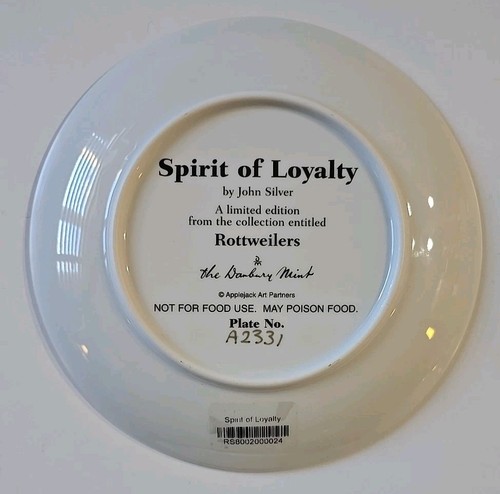 Spirit of Loyalty
by John Silver
A limited edition
from the collection entitled
Rottweilers
the Danbury Mint
© Applejack Art Partners
NOT FOR FOOD USE. MAY POISON FOOD.
Plate No.
A2331
Spirit of Loyalty
RS8002000024